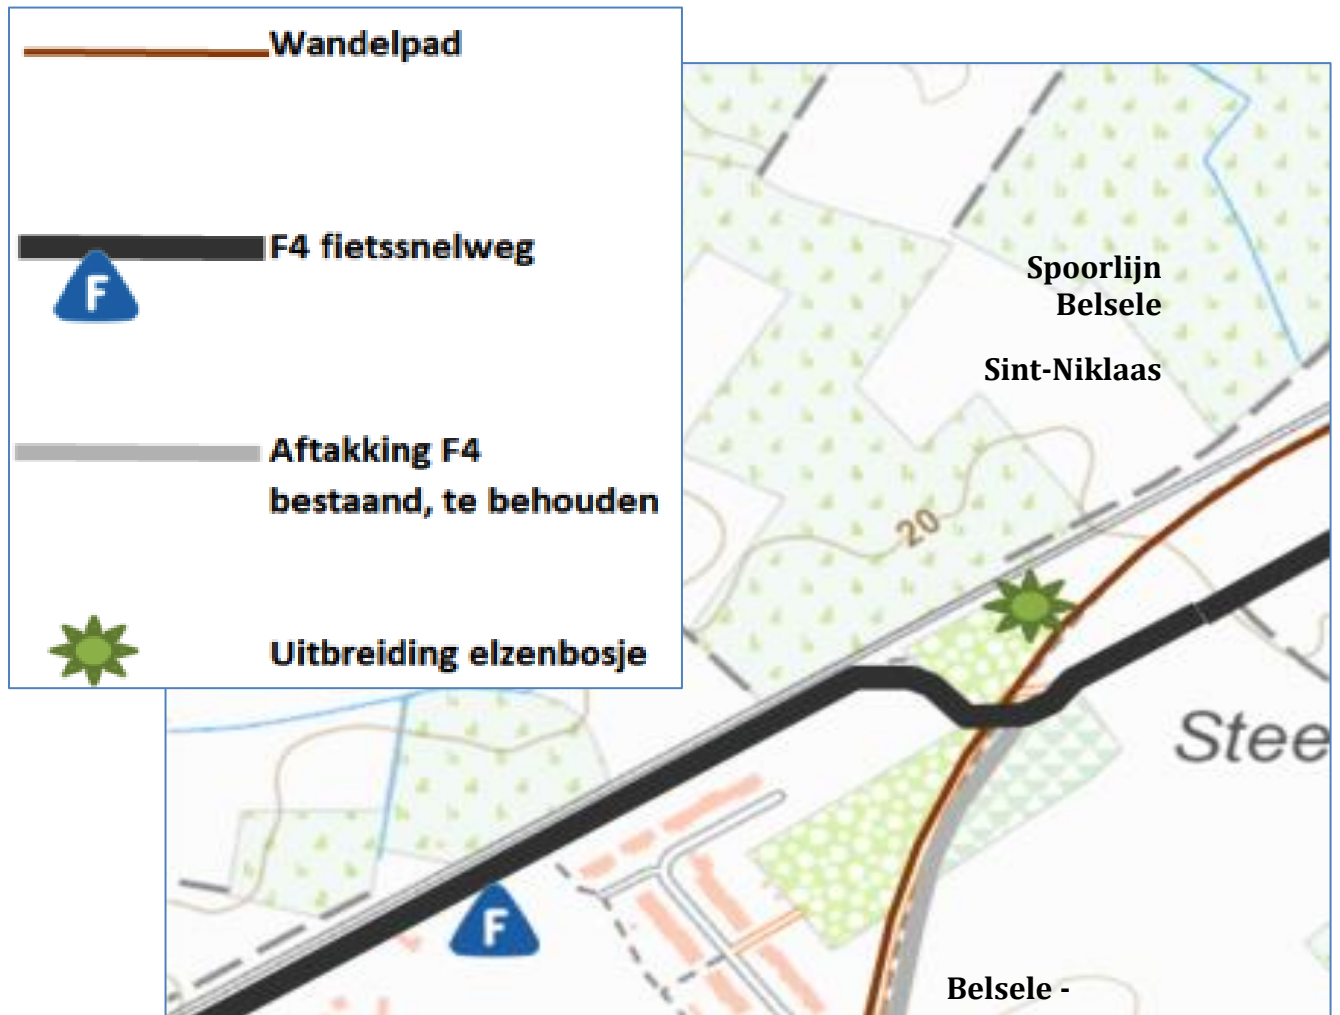 Wandelpad
F4 fietssnelweg
F
Aftakking F4
bestaand, te behouden
Uitbreiding elzenbosje
Spoorlijn
Belsele
Sint-Niklaas
20
Stee
F
Belsele -